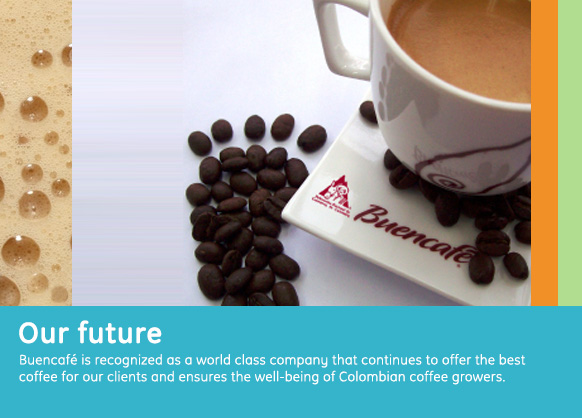 Buencafé
Our future
Buencafé is recognized as a world class company that continues to offer the best
coffee for our clients and ensures the well-being of Colombian coffee growers.